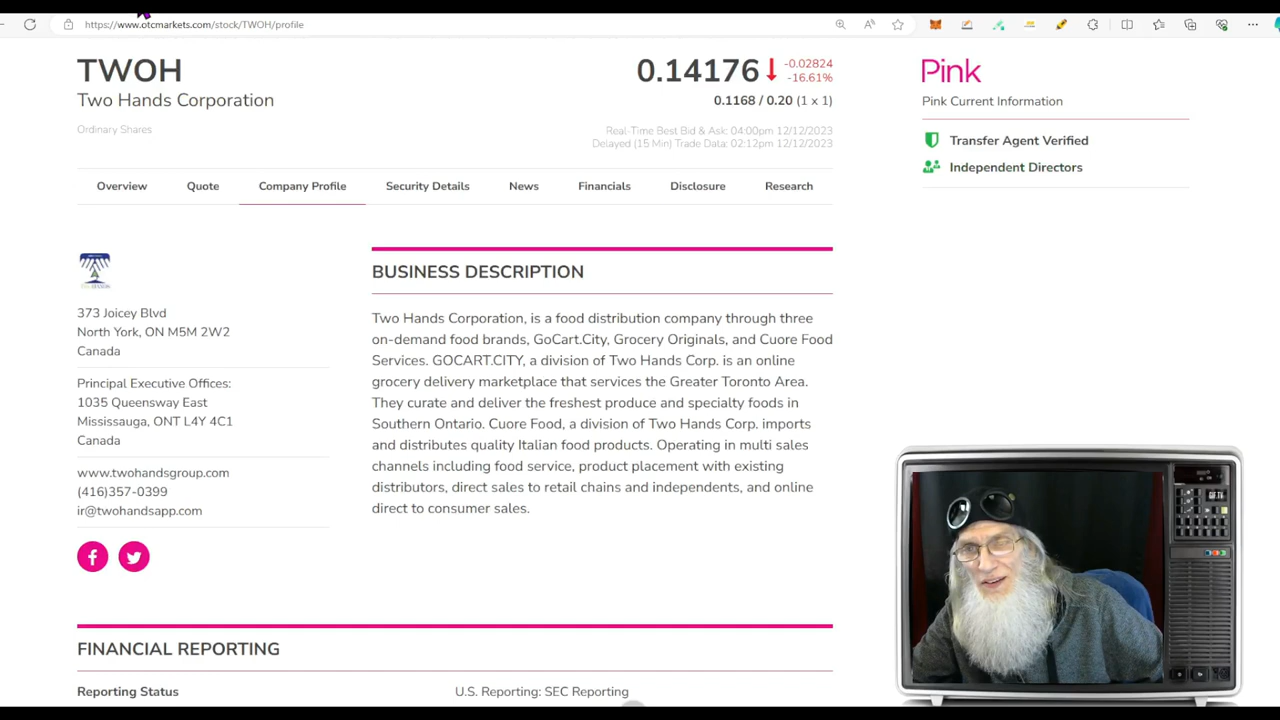 https://www.otcmarkets.com/stock/TWOH/profile
TWOH
Two Hands Corporation
Ordinary Shares
0.14176
-0.02824
-16.61%
0.1168 / 0.20 (1 x 1)
Real-Time Best Bid & Ask: 04:00pm 12/12/2023
Delayed (15 Min) Trade Data: 02:12pm 12/12/2023
Pink
Pink Current Information
Transfer Agent Verified
Independent Directors
Overview
Quote
Company Profile
Security Details
News
Financials
Disclosure
Research
373 Joicey Blvd
North York, ON M5M 2W2
Canada
Principal Executive Offices:
1035 Queensway East
Mississauga, ONT L4Y 4C1
Canada
www.twohandsgroup.com
(416)357-0399
ir@twohandsapp.com
BUSINESS DESCRIPTION
Two Hands Corporation, is a food distribution company through three
on-demand food brands, GoCart.City, Grocery Originals, and Cuore Food
Services. GOCART.CITY, a division of Two Hands Corp. is an online
grocery delivery marketplace that services the Greater Toronto Area.
They curate and deliver the freshest produce and specialty foods in
Southern Ontario. Cuore Food, a division of Two Hands Corp. imports
and distributes quality Italian food products. Operating in multi sales
channels including food service, product placement with existing
distributors, direct sales to retail chains and independents, and online
direct to consumer sales.
FINANCIAL REPORTING
Reporting Status
U.S. Reporting: SEC Reporting